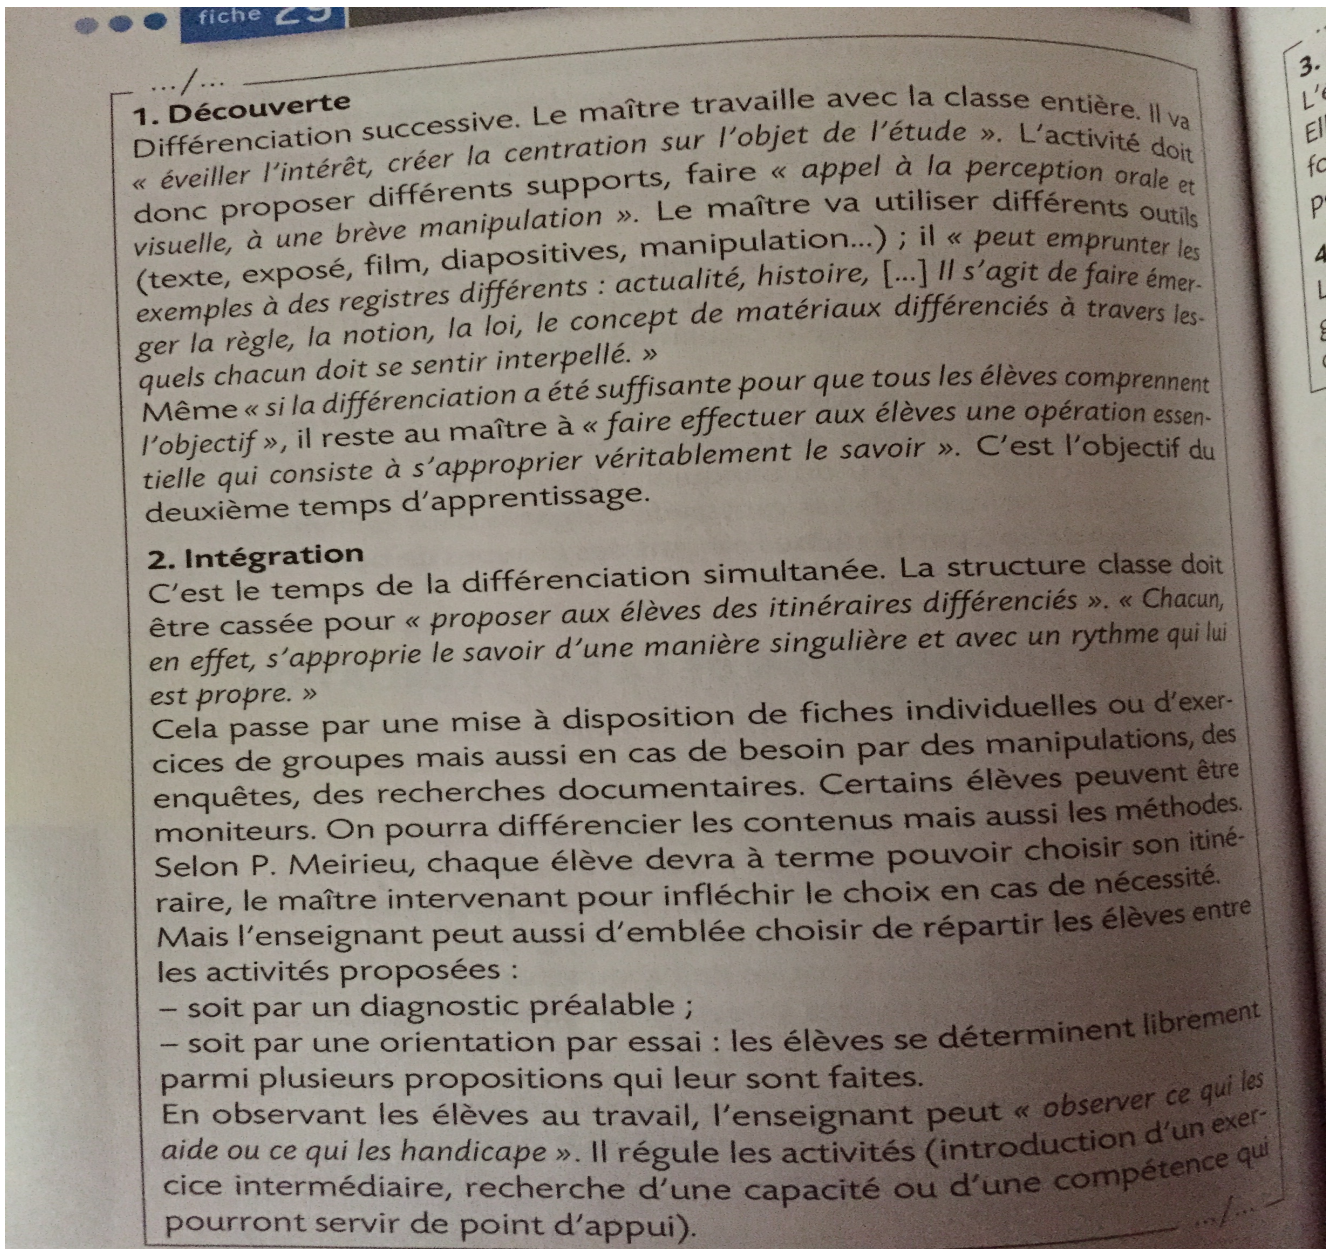 fiche 29
.../...
1. Découverte
Différenciation successive. Le maître travaille avec la classe entière. Il va
« éveiller l'intérêt, créer la centration sur l'objet de l'étude ». L'activité doit
donc proposer différents supports, faire « appel à la perception orale et
visuelle, à une brève manipulation ». Le maître va utiliser différents outils
(texte, exposé, film, diapositives, manipulation...) ; il « peut emprunter les
exemples à des registres différents : actualité, histoire, [...] Il s'agit de faire émer-
ger la règle, la notion, la loi, le concept de matériaux différenciés à travers les-
quels chacun doit se sentir interpellé. »
Même « si la différenciation a été suffisante pour que tous les élèves comprennent
l'objectif », il reste au maître à « faire effectuer aux élèves une opération essen-
tielle qui consiste à s'approprier véritablement le savoir ». C'est l'objectif du
deuxième temps d'apprentissage.
2. Intégration
C'est le temps de la différenciation simultanée. La structure classe doit
être cassée pour « proposer aux élèves des itinéraires différenciés ». « Chacun,
en effet, s'approprie le savoir d'une manière singulière et avec un rythme qui lui
est propre. »
Cela passe par une mise à disposition de fiches individuelles ou d'exer-
cices de groupes mais aussi en cas de besoin par des manipulations, des
enquêtes, des recherches documentaires. Certains élèves peuvent être
moniteurs. On pourra différencier les contenus mais aussi les méthodes.
Selon P. Meirieu, chaque élève devra à terme pouvoir choisir son itiné-
raire, le maître intervenant pour infléchir le choix en cas de nécessité.
Mais l'enseignant peut aussi d'emblée choisir de répartir les élèves entre
les activités proposées :
– soit par un diagnostic préalable ;
– soit par une orientation par essai : les élèves se déterminent librement
parmi plusieurs propositions qui leur sont faites.
En observant les élèves au travail, l'enseignant peut « observer ce qui les
aide ou ce qui les handicape ». Il régule les activités (introduction d'un exer-
cice intermédiaire, recherche d'une capacité ou d'une compétence qui
pourront servir de point d'appui).
.../...
3.